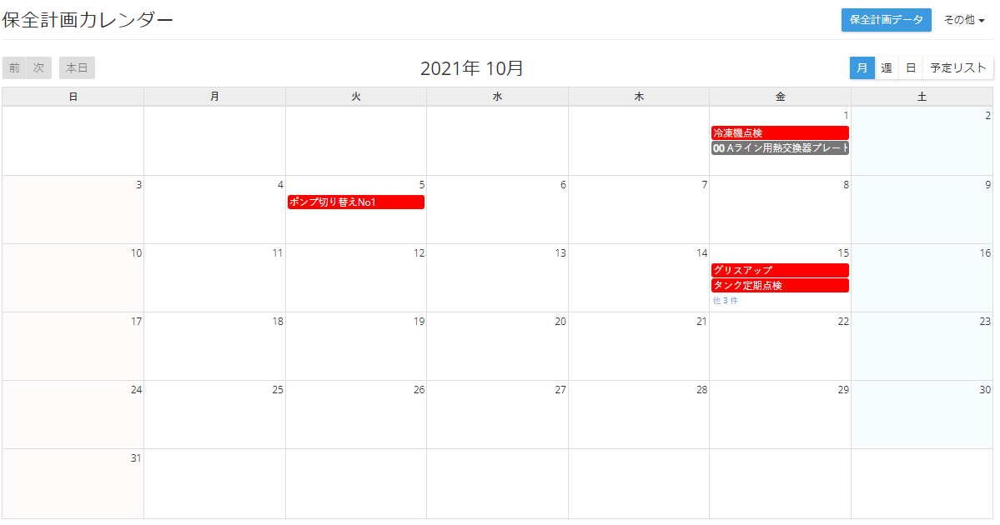 保全計画カレンダー
保全計画データ その他
前 次 本日
2021年 10月
月 週 日 予定リスト
日 月 火 水 木 金 土
1 2
冷凍機点検
00 Aライン用熱交換器プレート
3 4 5 6 7 8 9
ポンプ切り替えNo1
10 11 12 13 14 15 16
グリスアップ
タンク定期点検
他 3 件
17 18 19 20 21 22 23
24 25 26 27 28 29 30
31